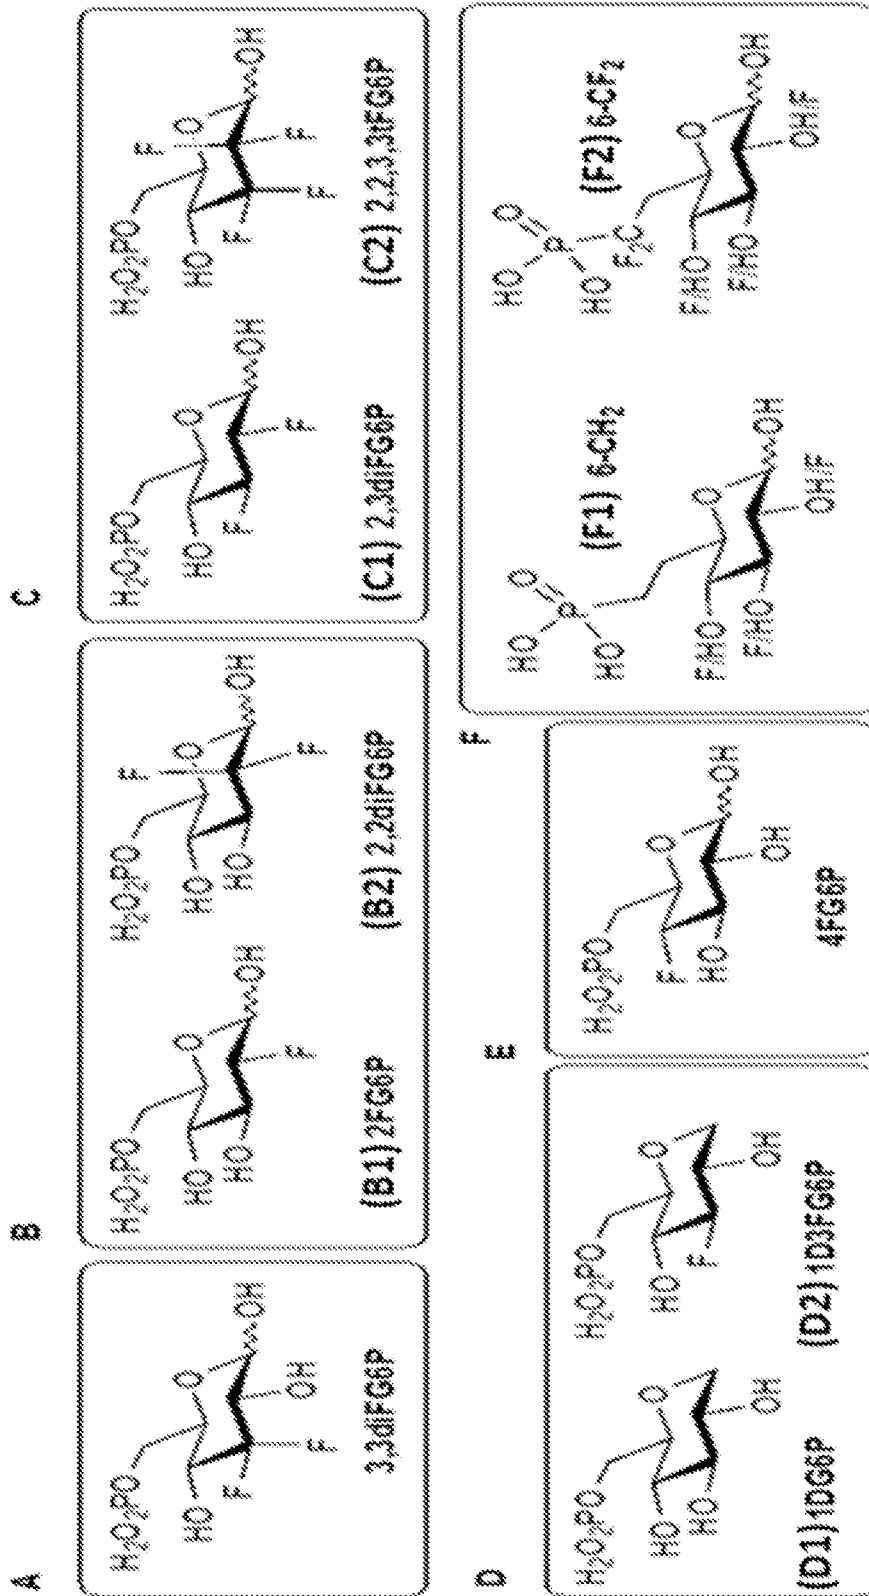 A
H₂O₂PO
O
HO
F
OH
OH
F
3,3diFG6P
B
H₂O₂PO
O
HO
HO
OH
F
(B1) 2FG6P
H₂O₂PO
F
O
HO
HO
OH
F
(B2) 2,2diFG6P
C
H₂O₂PO
O
HO
F
OH
F
(C1) 2,3diFG6P
H₂O₂PO
F
O
HO
F
OH
F
F
(C2) 2,2,3,3tFG6P
D
H₂O₂PO
O
HO
HO
OH
(D1) 1DG6P
H₂O₂PO
O
HO
F
OH
(D2) 1D3FG6P
E
H₂O₂PO
O
F
HO
OH
OH
4FG6P
F
HO
O
P
HO
(F1) 6-CH₂
O
F/HO
F/HO
OH
OH/F
HO
O
P
HO
F₂C
(F2) 6-CF₂
O
F/HO
F/HO
OH
OH/F